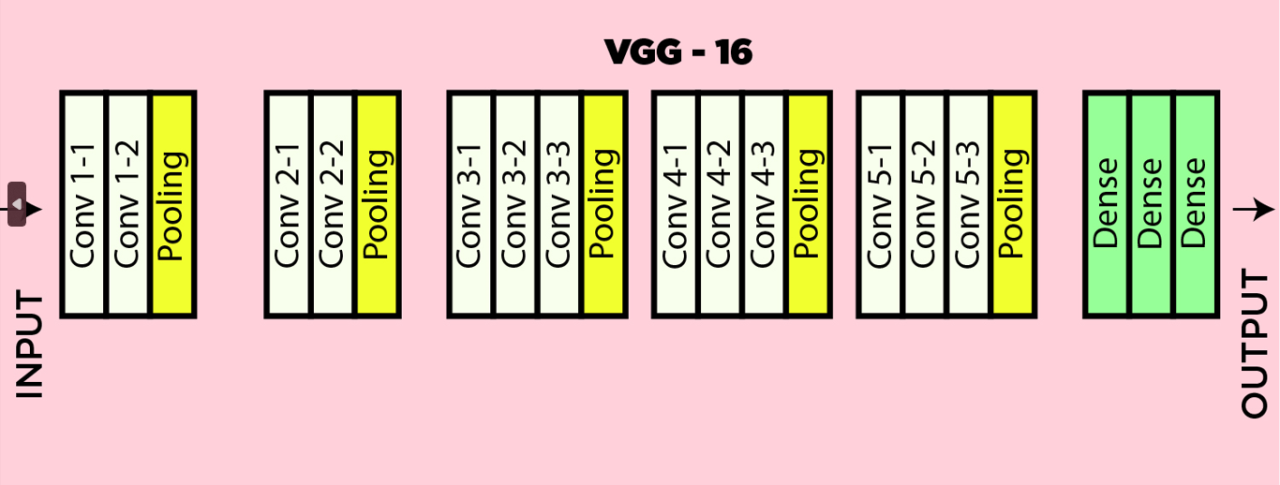 VGG - 16
INPUT
Conv 1-1
Conv 1-2
Pooling
Conv 2-1
Conv 2-2
Pooling
Conv 3-1
Conv 3-2
Conv 3-3
Pooling
Conv 4-1
Conv 4-2
Conv 4-3
Pooling
Conv 5-1
Conv 5-2
Conv 5-3
Pooling
Dense
Dense
Dense
OUTPUT